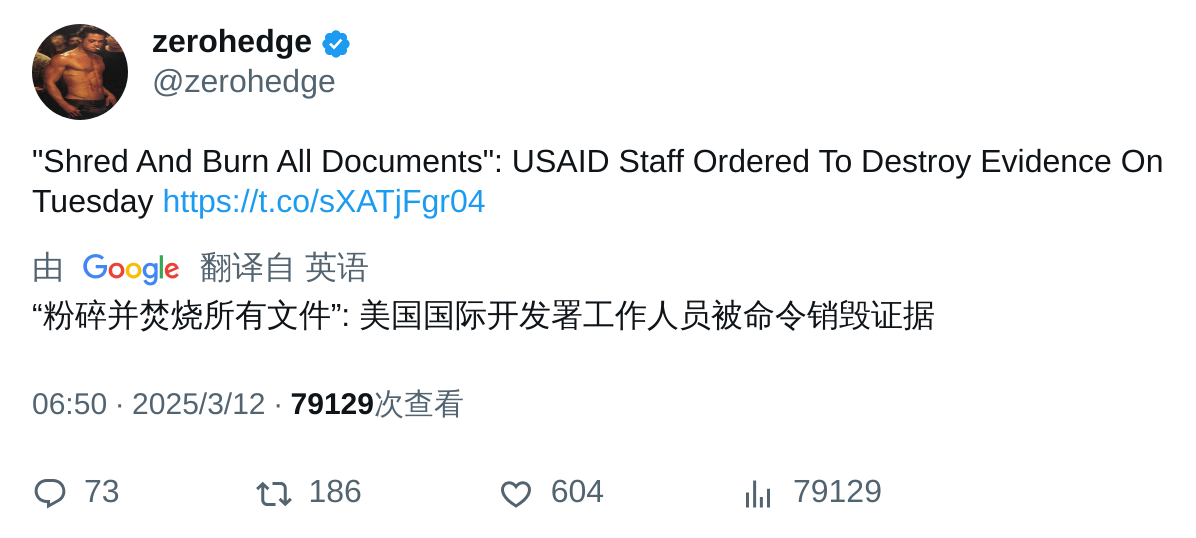 zerohedge
@zerohedge
"Shred And Burn All Documents": USAID Staff Ordered To Destroy Evidence On
Tuesday https://t.co/sXATjFgr04
由 Google 翻译自 英语
“粉碎并焚烧所有文件”: 美国国际开发署工作人员被命令销毁证据
06:50 · 2025/3/12 · 79129次查看
73 186 604 79129